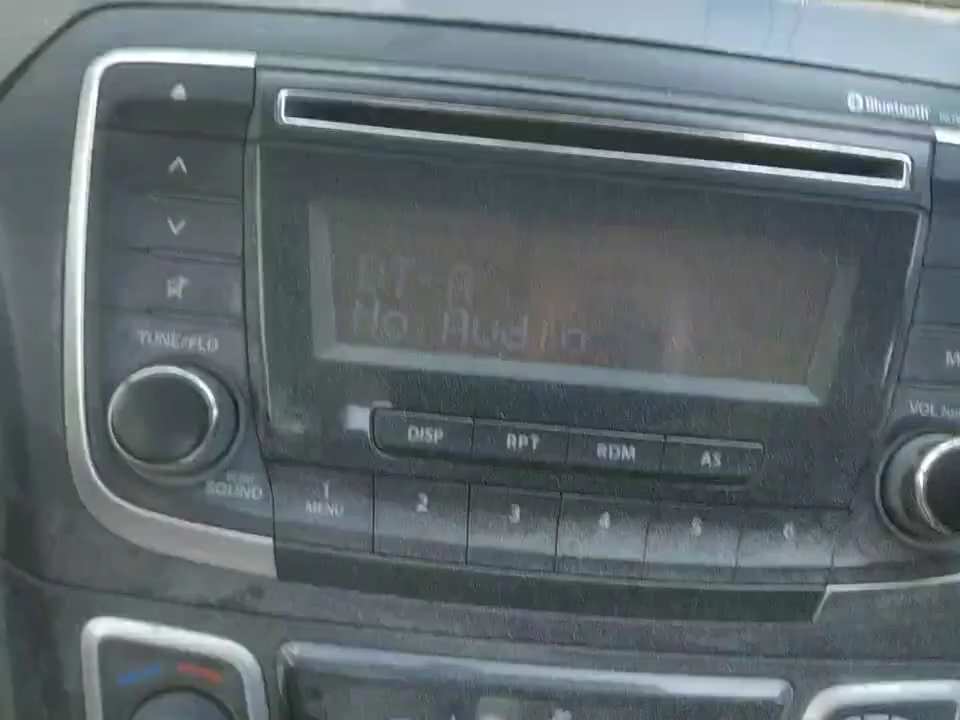 Bluetooth
BT-A
No Audio
TUNE/FLD
SOUND
DISP
RPT
RDM
AS
1
MENU
2
3
4
5
6
VOL